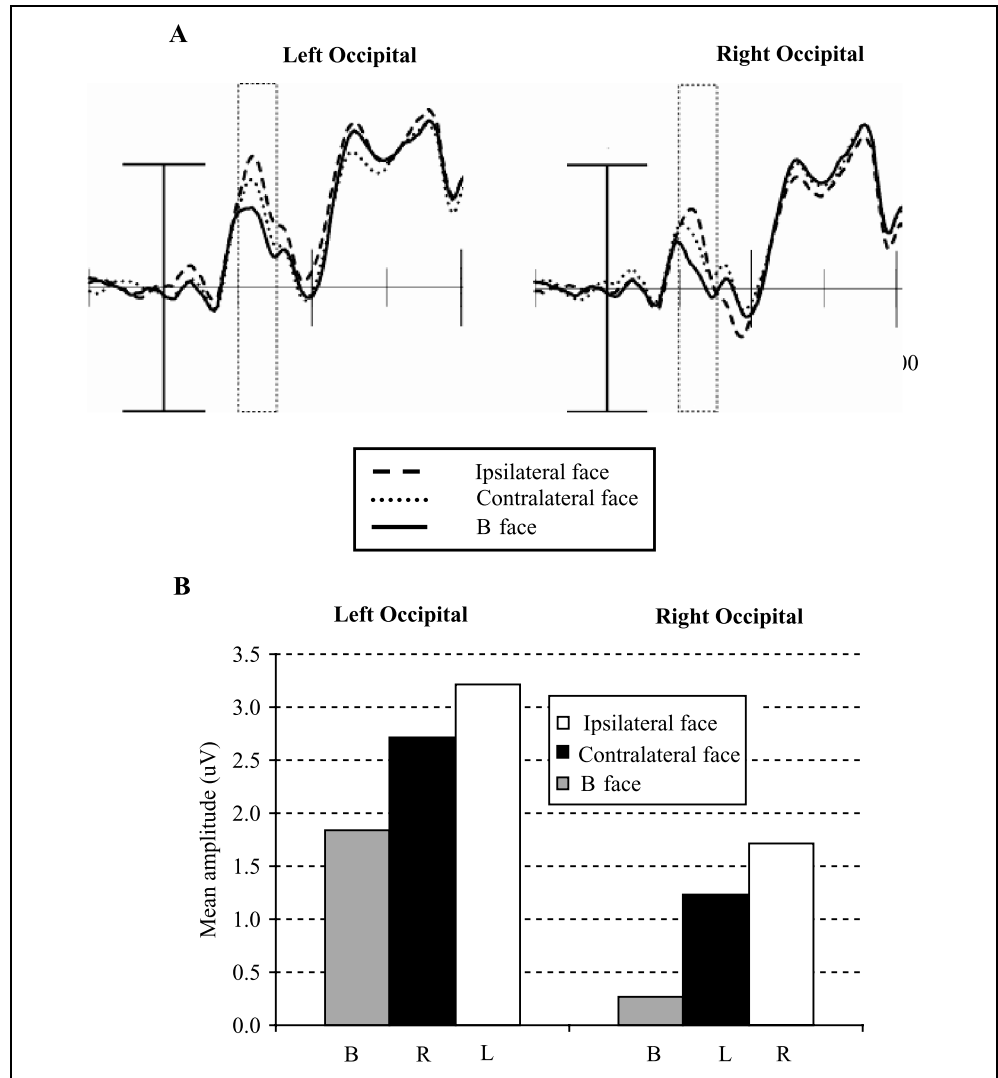 A
Left Occipital
Right Occipital
00
Ipsilateral face
Contralateral face
B face
B
Left Occipital
Right Occipital
3.5
3.0
2.5
2.0
1.5
1.0
0.5
0.0
Mean amplitude (uV)
Ipsilateral face
Contralateral face
B face
B R L B L R